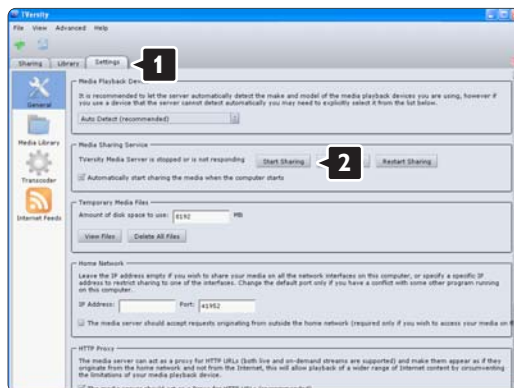 TVersity
File View Advanced Help
Sharing Library Settings
1
General
Media Library
Transcoder
Internet Feeds
Media Playback
It is recommended to let the server automatically detect the make and model of the media playback devices you are using, however if
you use a device that the server cannot detect automatically you may need to explicitly select it from the list below.
Auto Detect (recommended)
Media Sharing Service
TVersity Media Server is stopped or is not responding Start Sharing 2 Restart Sharing
Automatically start sharing the media when the computer starts
Temporary Media Files
Amount of disk space to use: 8192 MB
View Files Delete All Files
Home Network
Leave the IP address empty if you wish to share your media on all the network interfaces on this computer, or specify a specific IP
address to restrict sharing to one of the interfaces. Change the default port only if you have a conflict with some other program running
on this computer.
IP Address: Port: 41952
The media server should accept requests originating from outside the home network (required only if you wish to access your media on
HTTP Proxy
The media server can act as a proxy for HTTP URLs (both live and on-demand streams are supported) and make them appear as if they
originate from the home network and not from the Internet, this will allow playback of a wider range of Internet content by circumventing
the limitations of your media playback device.